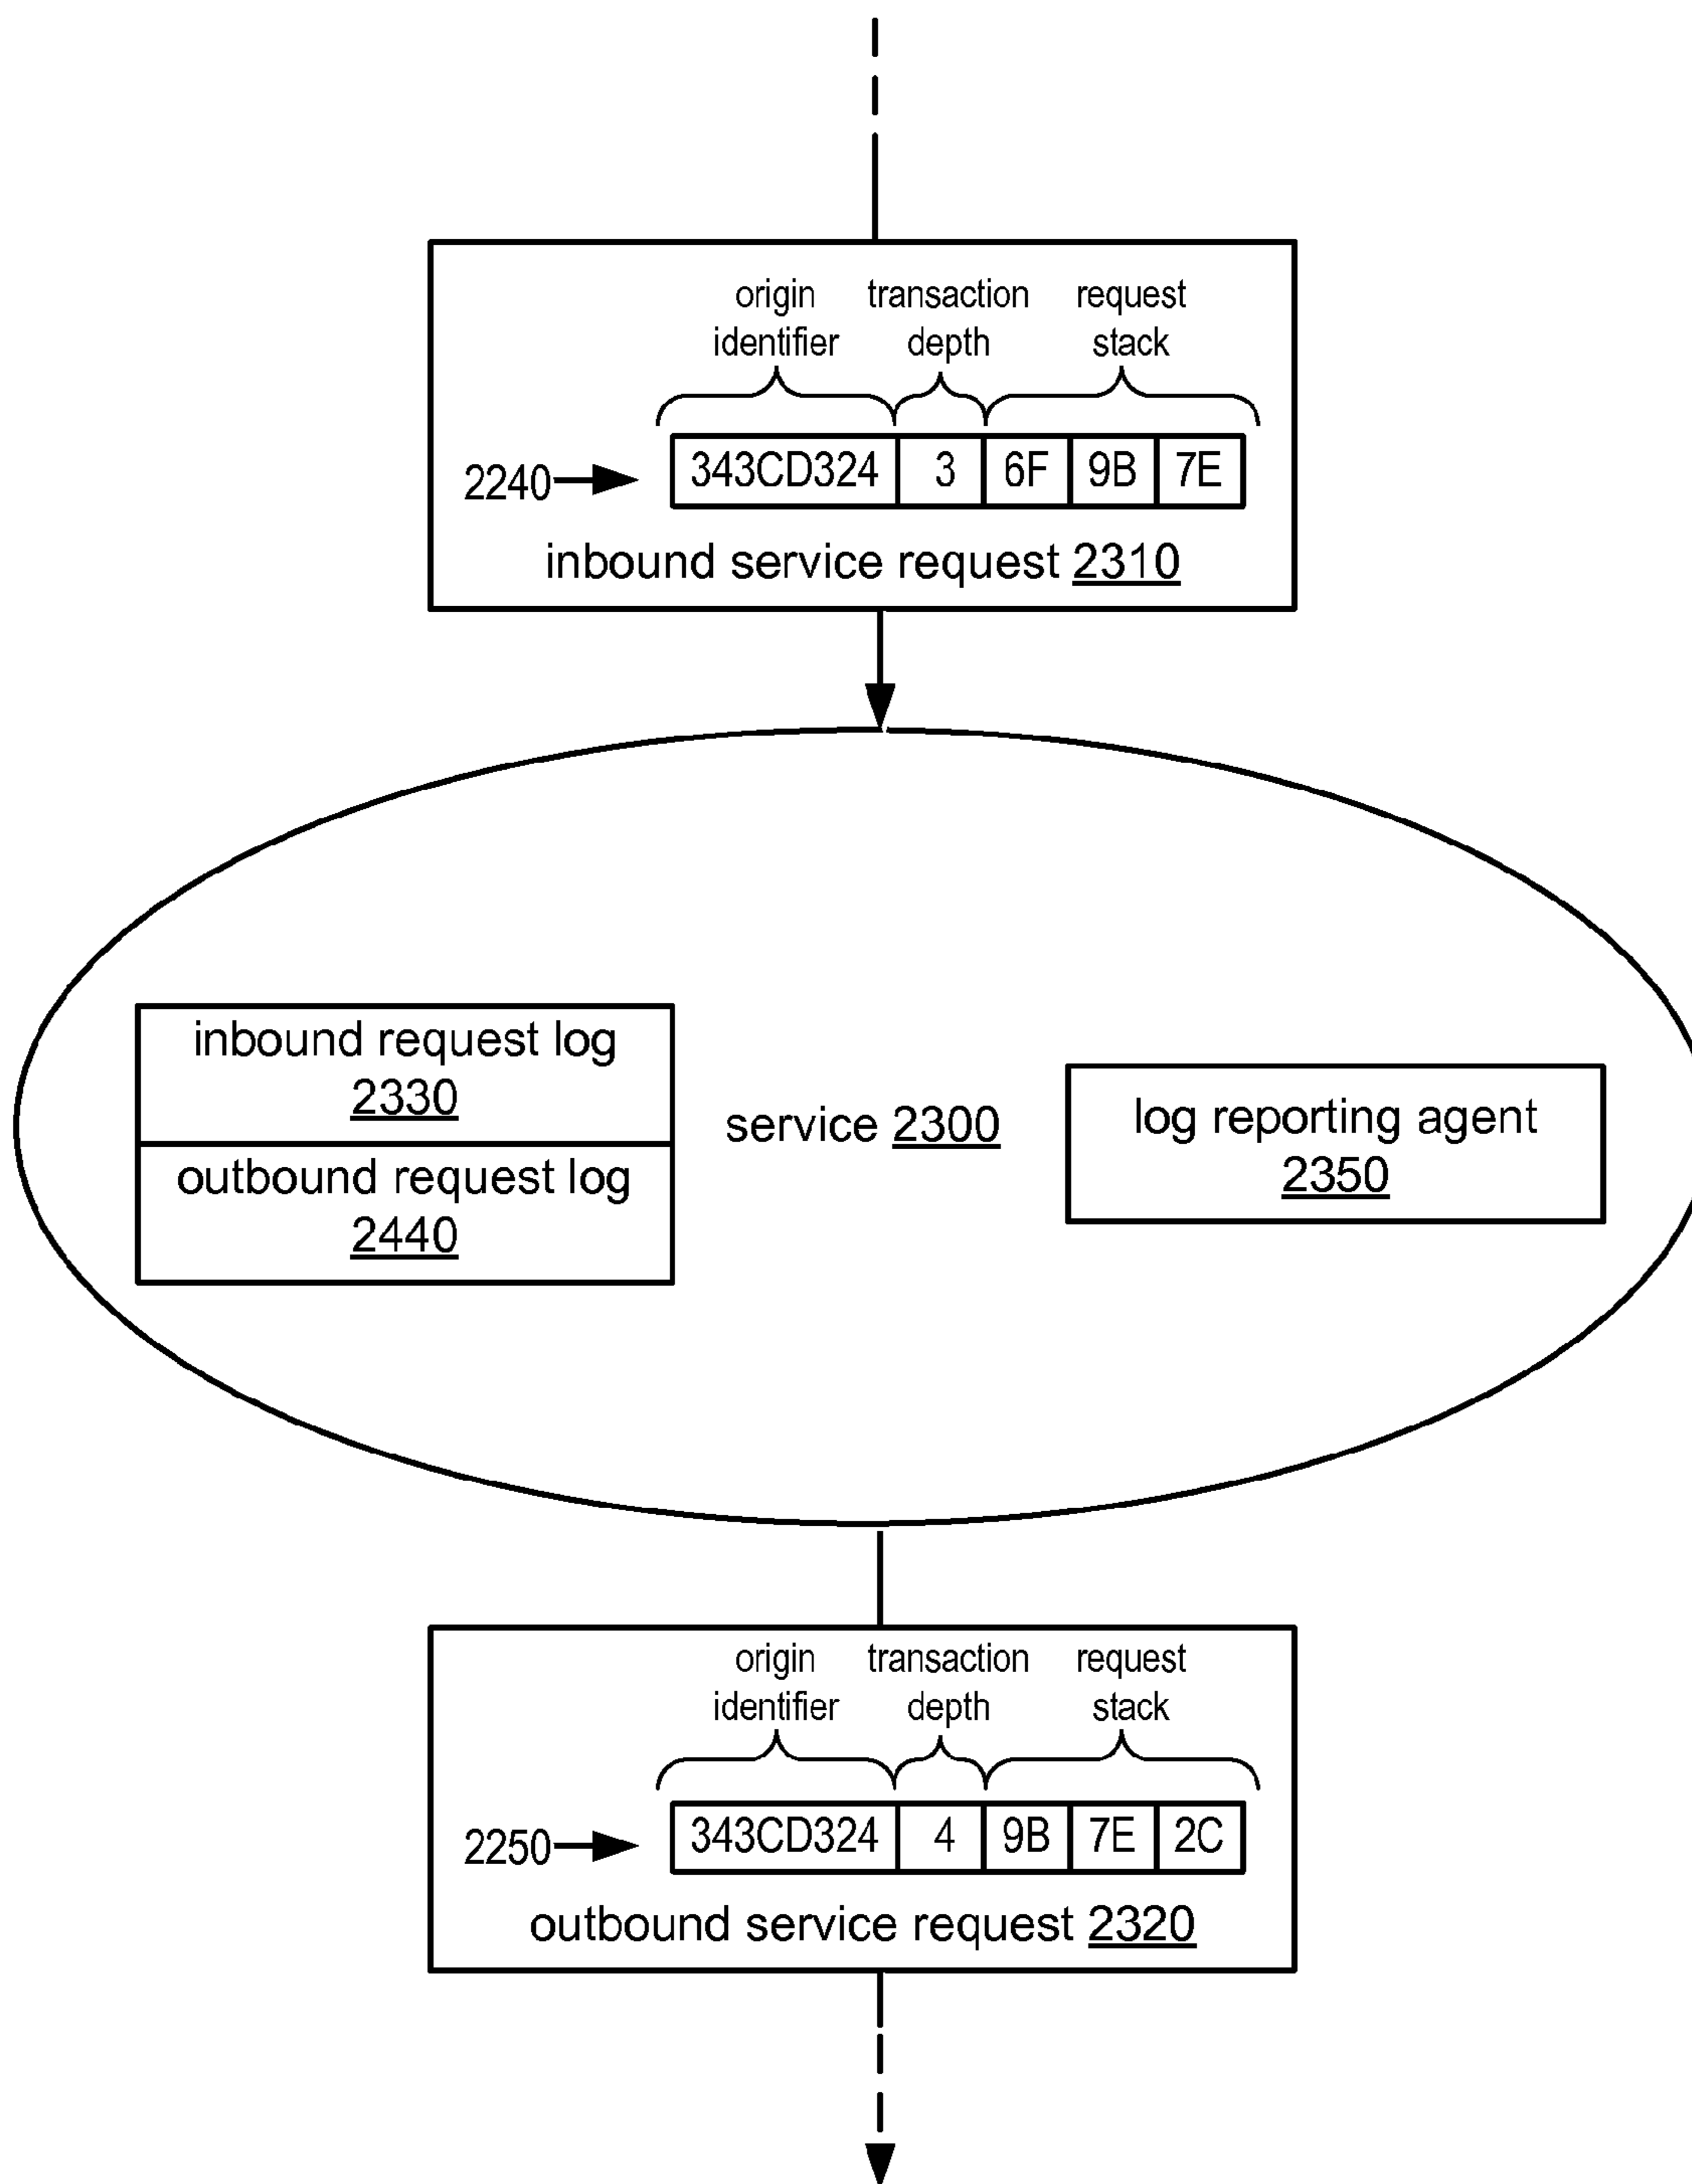 origin transaction request
identifier depth stack
2240 343CD324 3 6F 9B 7E
inbound service request 2310
inbound request log
2330
outbound request log
2440
service 2300
log reporting agent
2350
origin transaction request
identifier depth stack
2250 343CD324 4 9B 7E 2C
outbound service request 2320